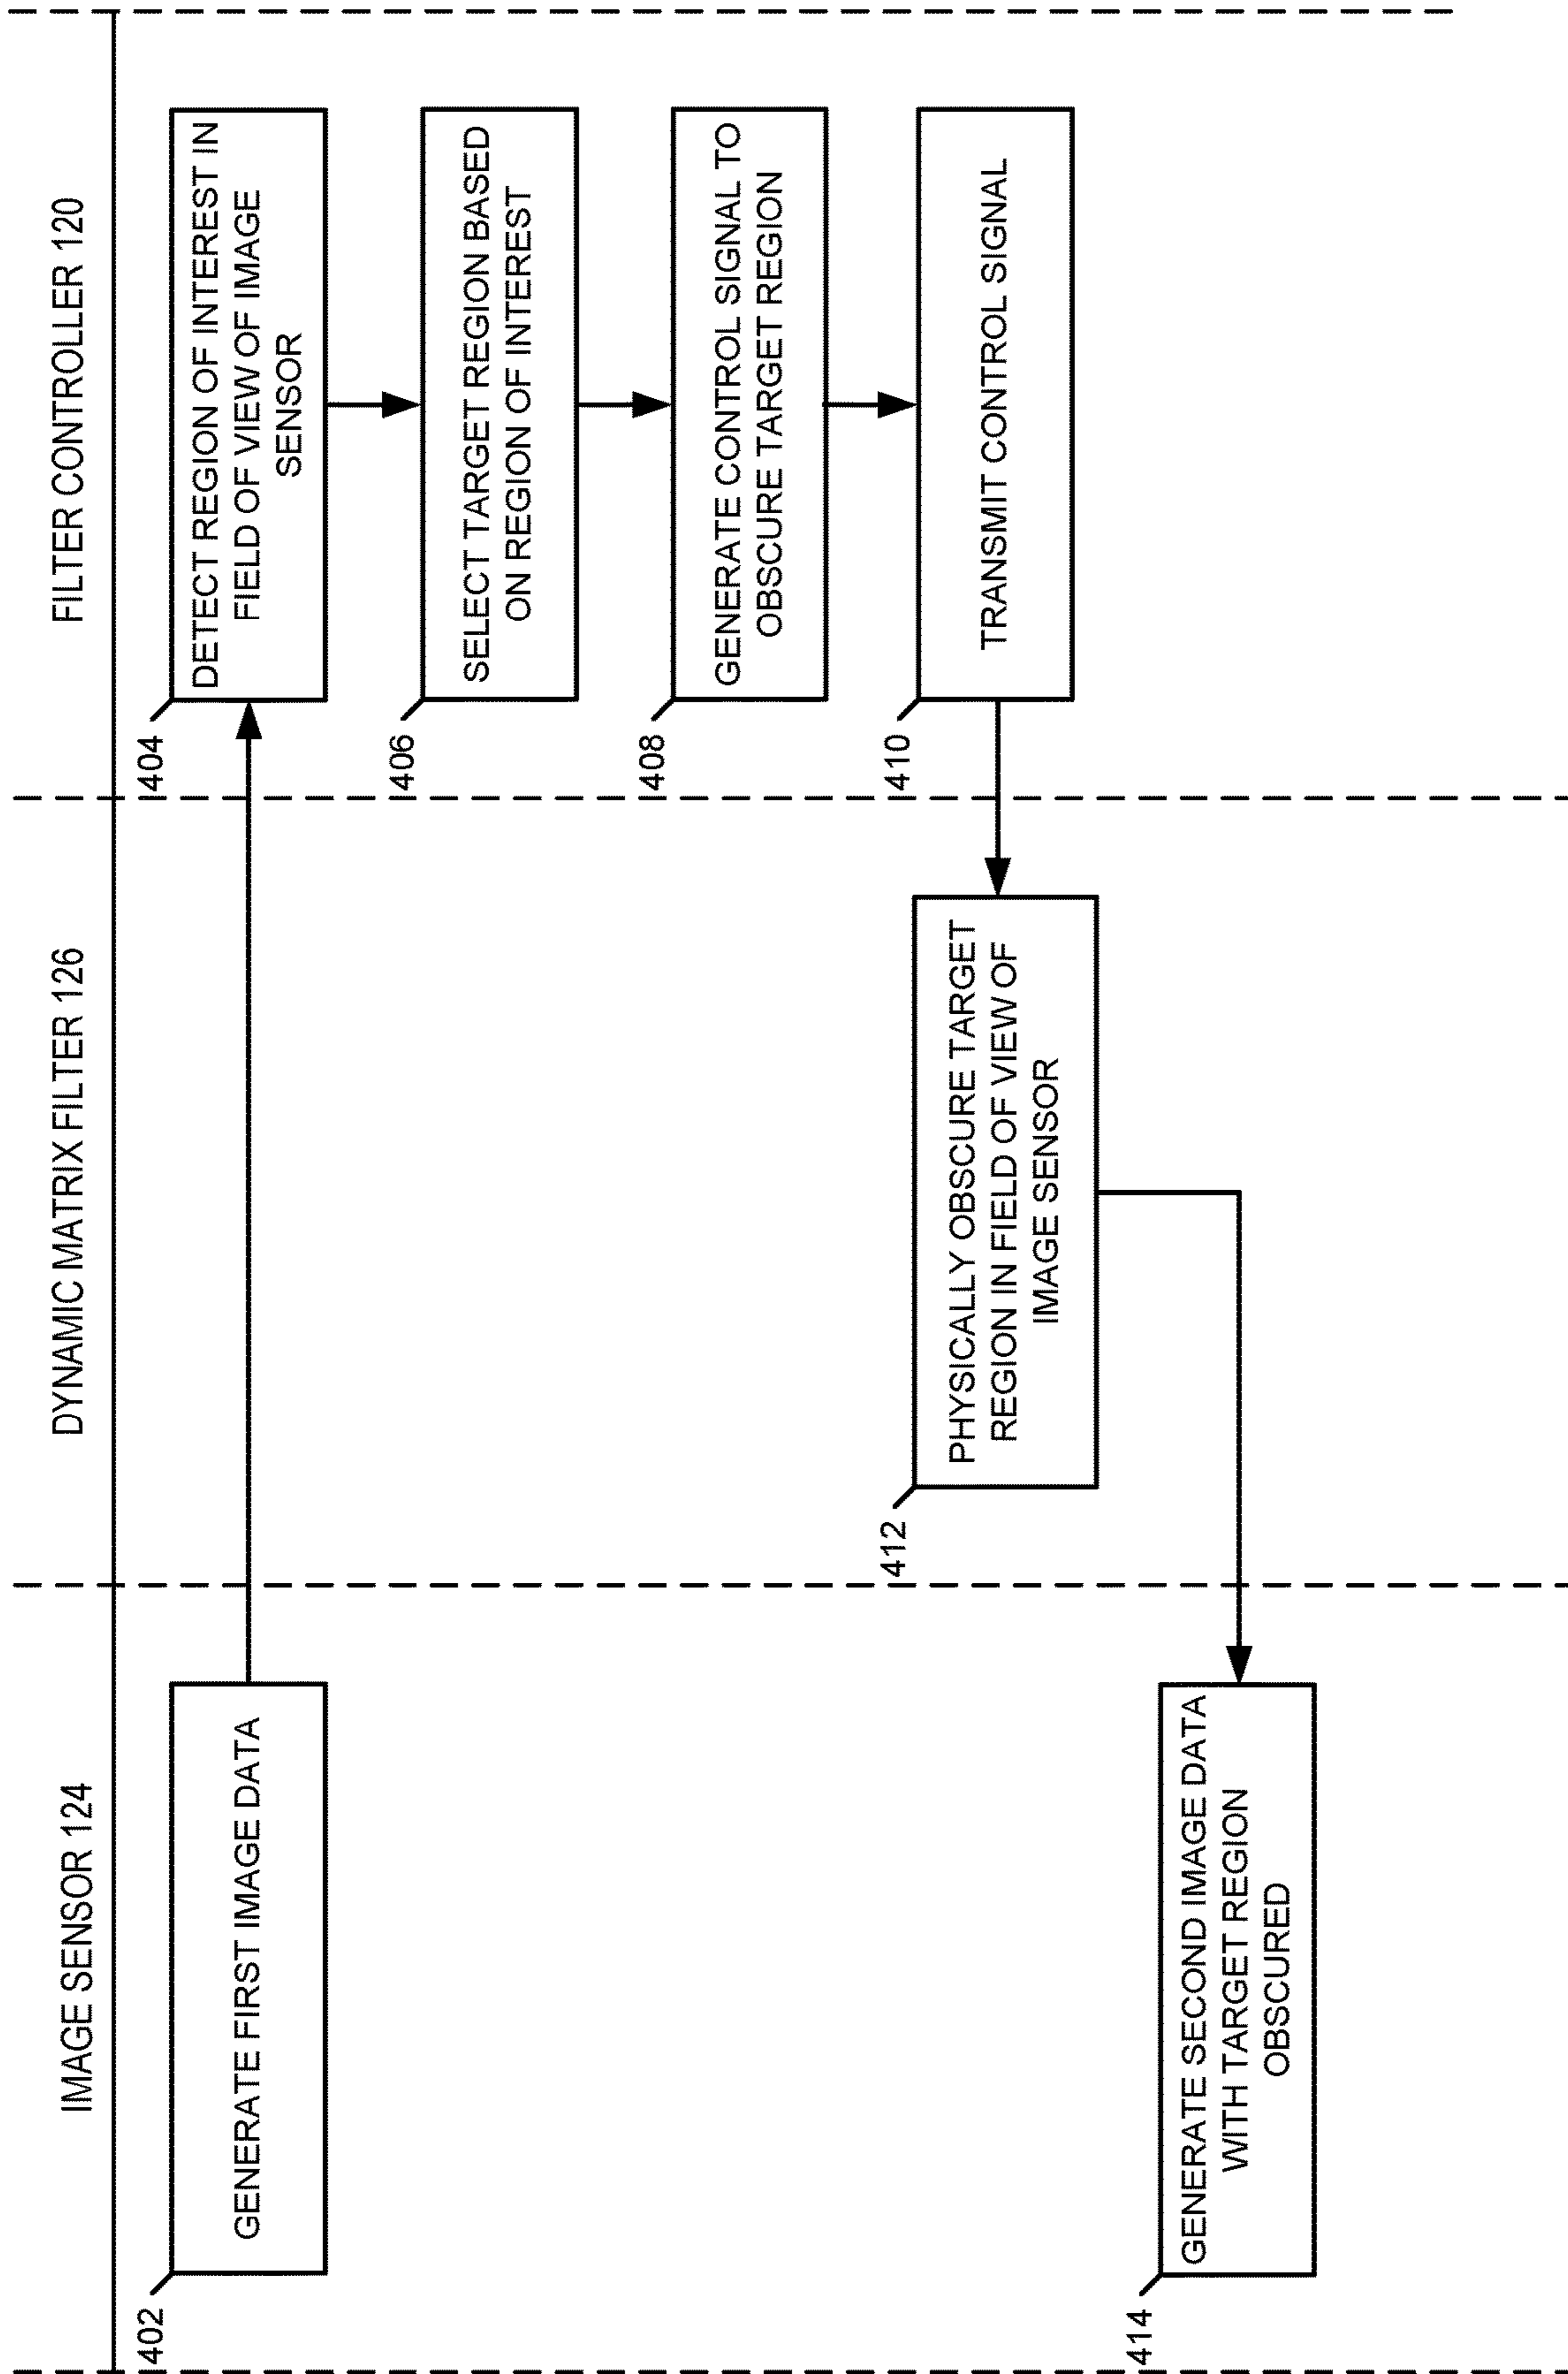 IMAGE SENSOR 124
DYNAMIC MATRIX FILTER 126
FILTER CONTROLLER 120
402
GENERATE FIRST IMAGE DATA
404
DETECT REGION OF INTEREST IN
FIELD OF VIEW OF IMAGE
SENSOR
406
SELECT TARGET REGION BASED
ON REGION OF INTEREST
408
GENERATE CONTROL SIGNAL TO
OBSCURE TARGET REGION
410
TRANSMIT CONTROL SIGNAL
412
PHYSICALLY OBSCURE TARGET
REGION IN FIELD OF VIEW OF
IMAGE SENSOR
414
GENERATE SECOND IMAGE DATA
WITH TARGET REGION
OBSCURED